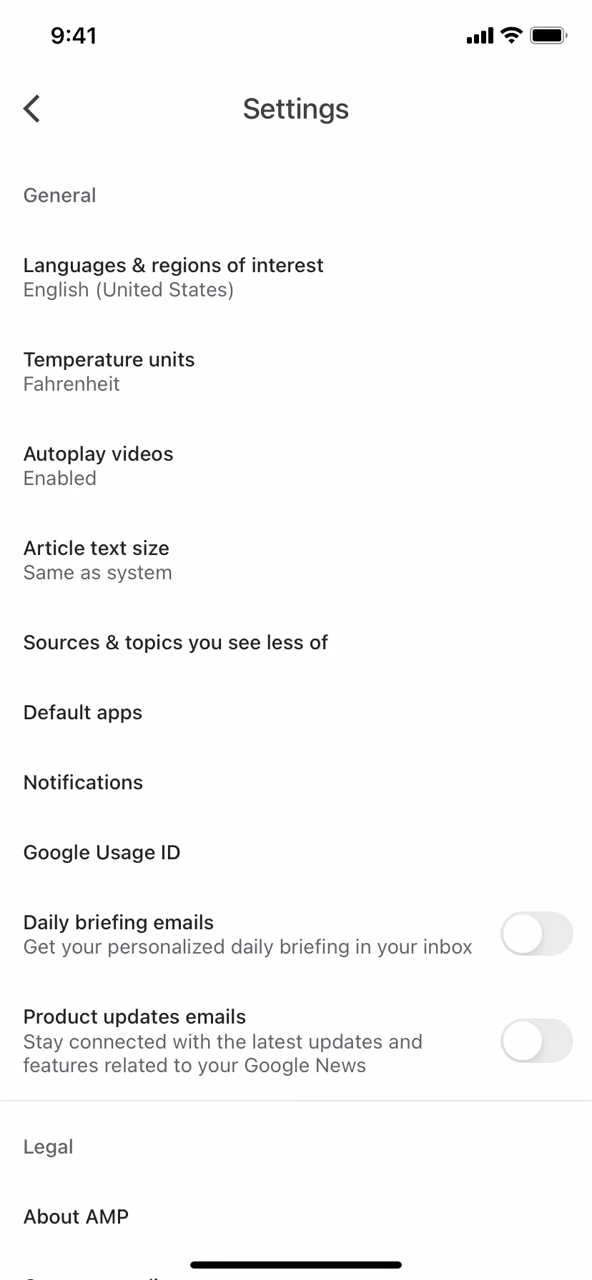 9:41
Settings
General
Languages & regions of interest
English (United States)
Temperature units
Fahrenheit
Autoplay videos
Enabled
Article text size
Same as system
Sources & topics you see less of
Default apps
Notifications
Google Usage ID
Daily briefing emails
Get your personalized daily briefing in your inbox
Product updates emails
Stay connected with the latest updates and
features related to your Google News
Legal
About AMP